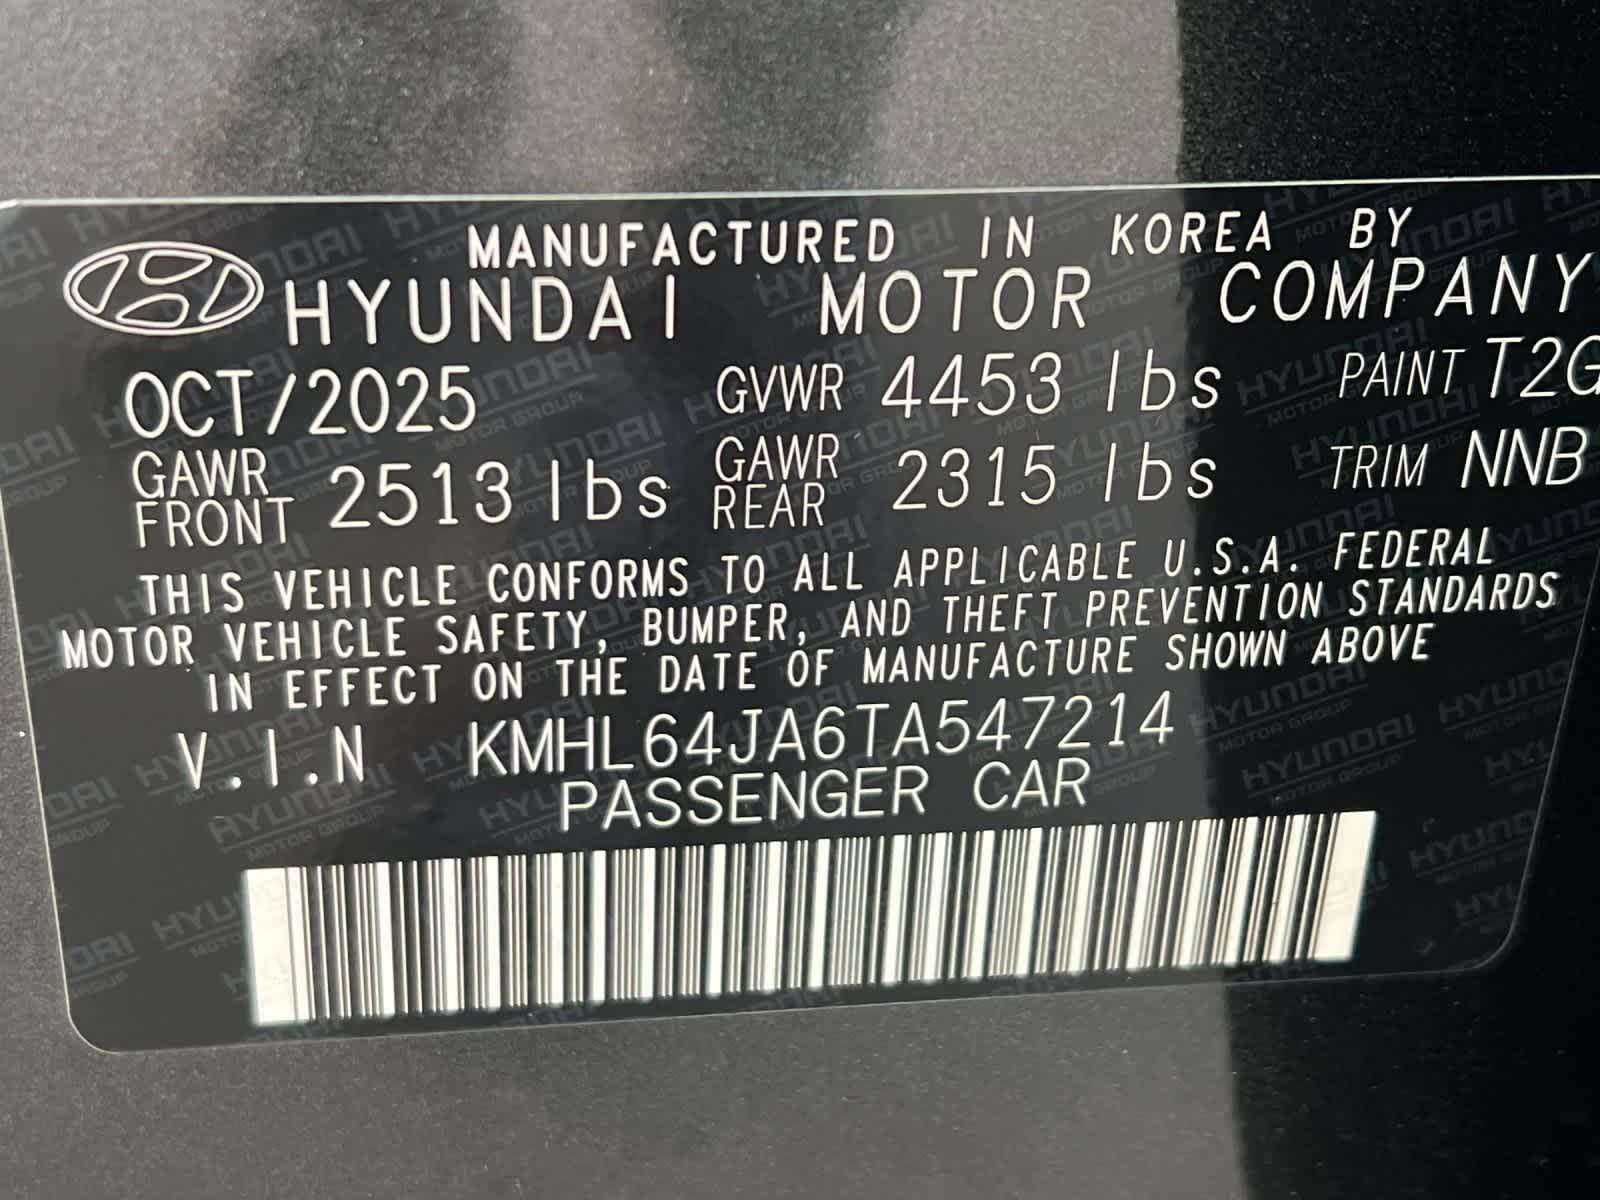 MANUFACTURED IN KOREA BY
HYUNDAI MOTOR COMPANY
OCT/2025 GVWR 4453 lbs PAINT T2G
GAWR FRONT 2513 lbs GAWR REAR 2315 lbs TRIM NNB
THIS VEHICLE CONFORMS TO ALL APPLICABLE U.S.A. FEDERAL
MOTOR VEHICLE SAFETY, BUMPER, AND THEFT PREVENTION STANDARDS
IN EFFECT ON THE DATE OF MANUFACTURE SHOWN ABOVE
V.I.N KMHL64JA6TA547214
PASSENGER CAR